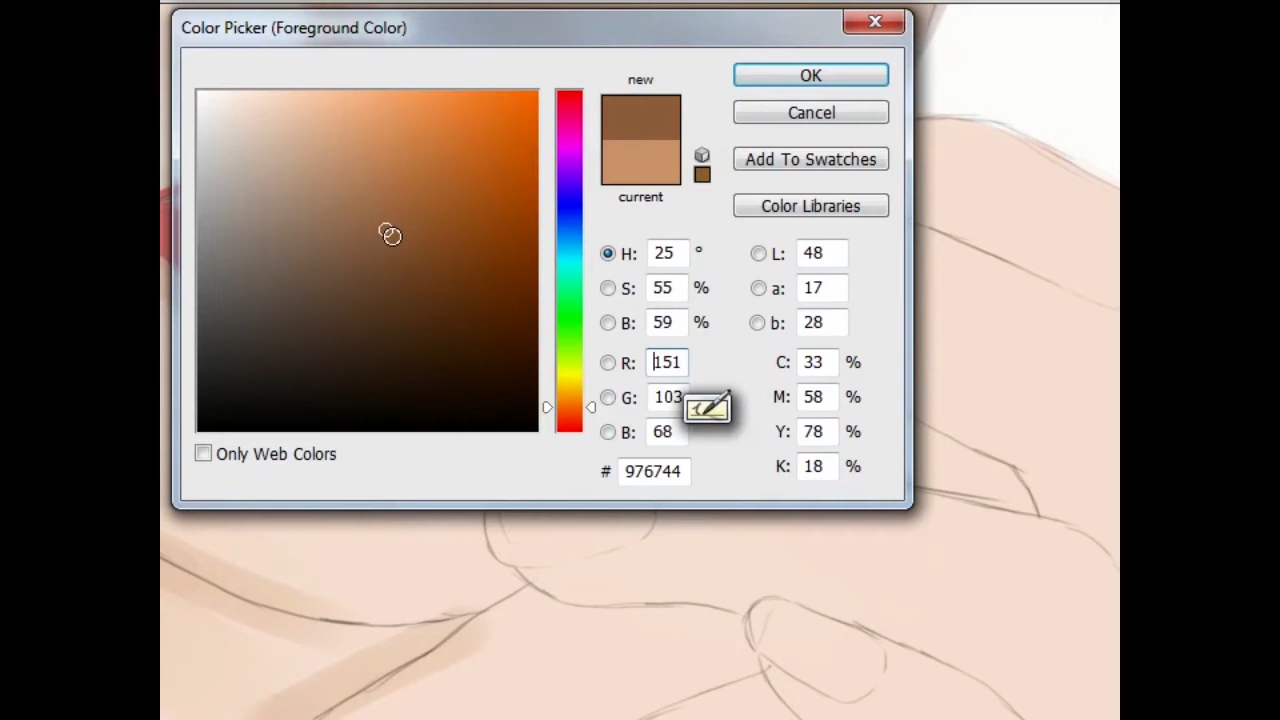 Color Picker (Foreground Color)
new
current
OK
Cancel
Add To Swatches
Color Libraries
H: 25 °
S: 55 %
B: 59 %
R: 151
G: 103
B: 68
# 976744
L: 48
a: 17
b: 28
C: 33 %
M: 58 %
Y: 78 %
K: 18 %
Only Web Colors